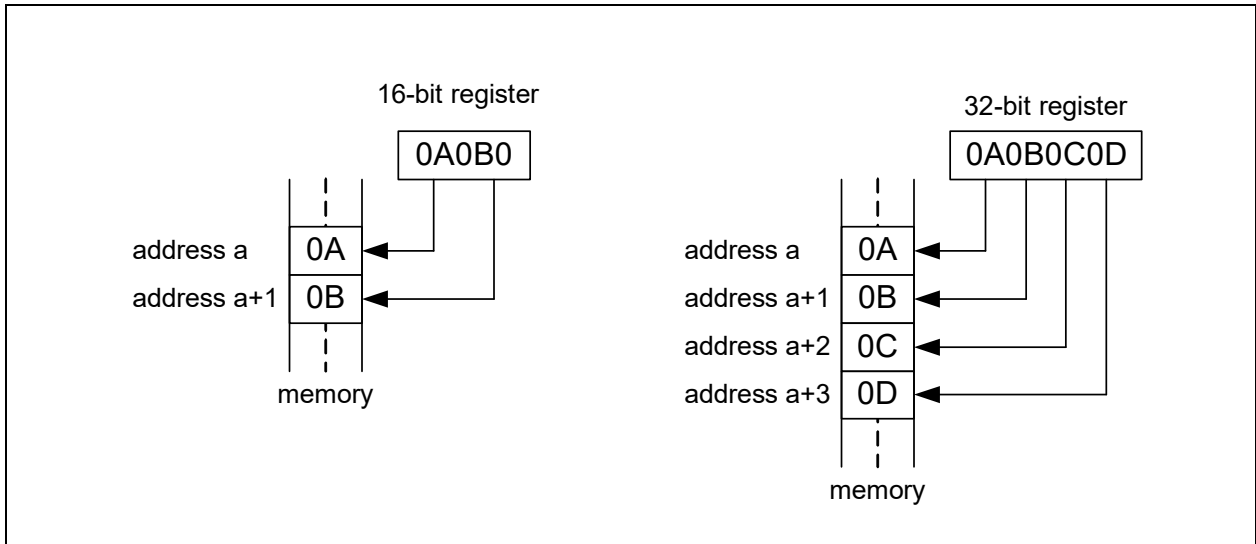 16-bit register
0A0B0
address a
0A
address a+1
0B
memory
32-bit register
0A0B0C0D
address a
0A
address a+1
0B
address a+2
0C
address a+3
0D
memory